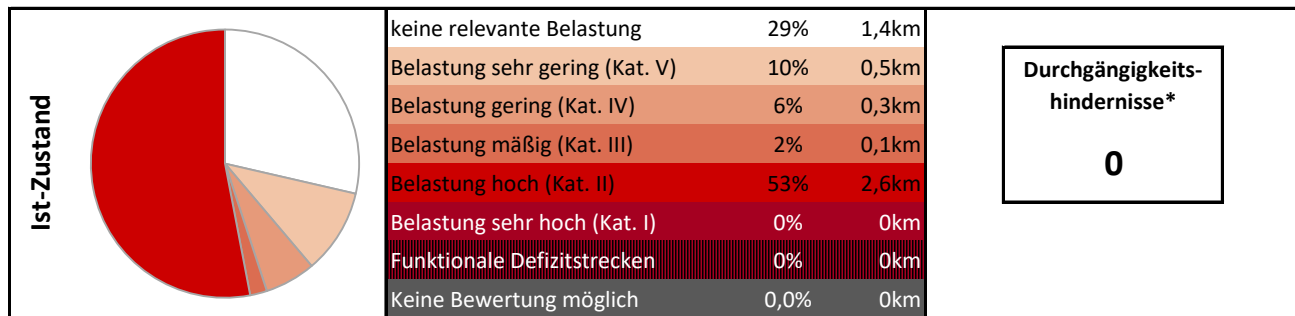 Ist-Zustand
keine relevante Belastung 29% 1,4km
Belastung sehr gering (Kat. V) 10% 0,5km
Belastung gering (Kat. IV) 6% 0,3km
Belastung mäßig (Kat. III) 2% 0,1km
Belastung hoch (Kat. II) 53% 2,6km
Belastung sehr hoch (Kat. I) 0% 0km
Funktionale Defizitstrecken 0% 0km
Keine Bewertung möglich 0,0% 0km
Durchgängigkeits-
hindernisse*
0